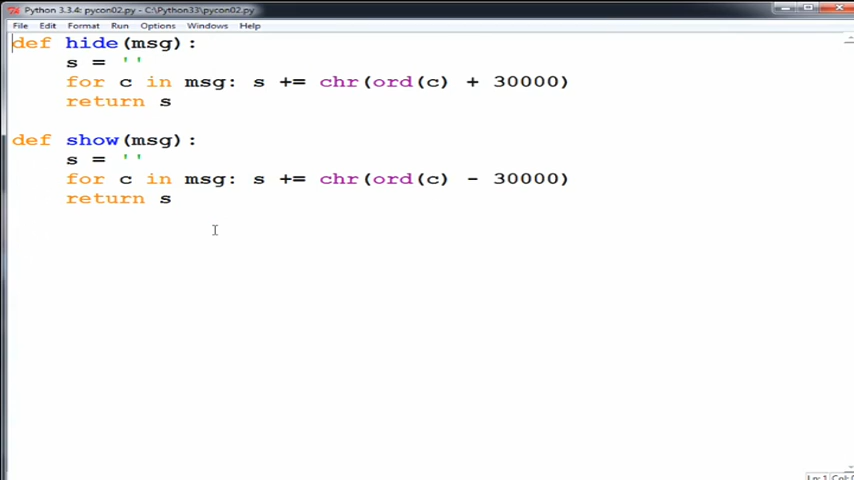 Python 3.3.4: pycon02.py - C:\Python33\pycon02.py
File Edit Format Run Options Windows Help
def hide(msg):
    s = ''
    for c in msg: s += chr(ord(c) + 30000)
    return s
def show(msg):
    s = ''
    for c in msg: s += chr(ord(c) - 30000)
    return s